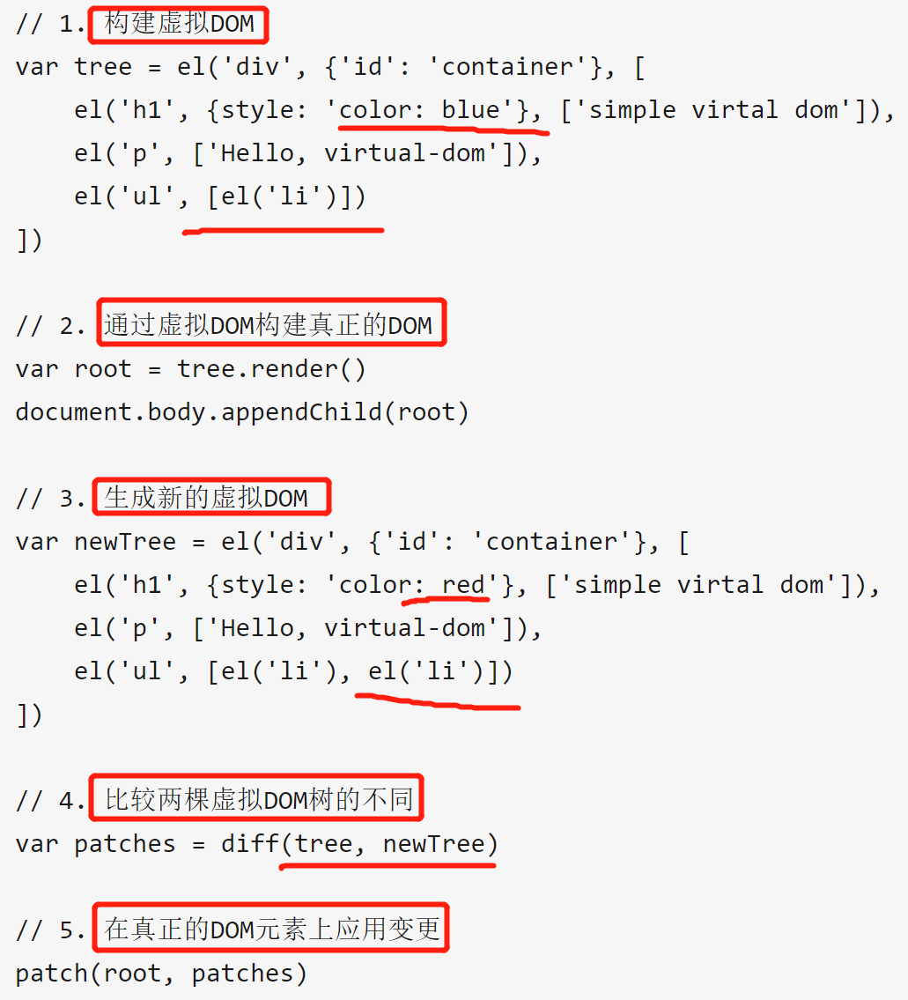 // 1. 构建虚拟DOM
var tree = el('div', {'id': 'container'}, [
    el('h1', {style: 'color: blue'}, ['simple virtal dom']),
    el('p', ['Hello, virtual-dom']),
    el('ul', [el('li')])
])
// 2. 通过虚拟DOM构建真正的DOM
var root = tree.render()
document.body.appendChild(root)
// 3. 生成新的虚拟DOM
var newTree = el('div', {'id': 'container'}, [
    el('h1', {style: 'color: red'}, ['simple virtal dom']),
    el('p', ['Hello, virtual-dom']),
    el('ul', [el('li'), el('li')])
])
// 4. 比较两棵虚拟DOM树的不同
var patches = diff(tree, newTree)
// 5. 在真正的DOM元素上应用变更
patch(root, patches)